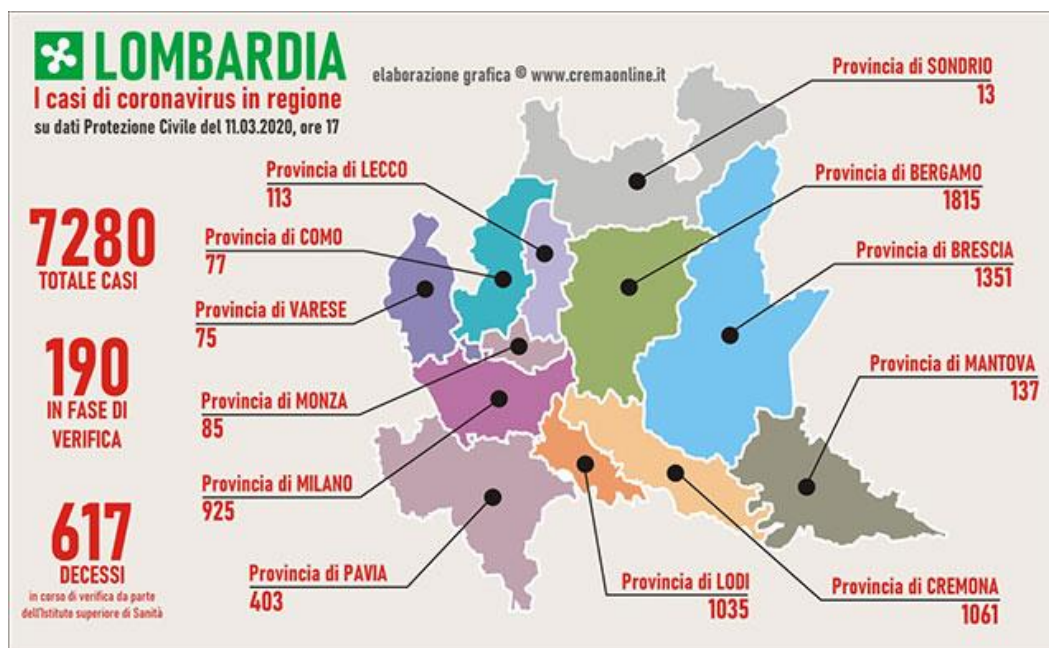 LOMBARDIA
I casi di coronavirus in regione
su dati Protezione Civile del 11.03.2020, ore 17
elaborazione grafica © www.cremaonline.it
7280
TOTALE CASI
190
IN FASE DI
VERIFICA
617
DECESSI
in corso di verifica da parte
dell'Istituto superiore di Sanità
Provincia di SONDRIO
13
Provincia di LECCO
113
Provincia di BERGAMO
1815
Provincia di COMO
77
Provincia di BRESCIA
1351
Provincia di VARESE
75
Provincia di MANTOVA
137
Provincia di MONZA
85
Provincia di MILANO
925
Provincia di PAVIA
403
Provincia di LODI
1035
Provincia di CREMONA
1061